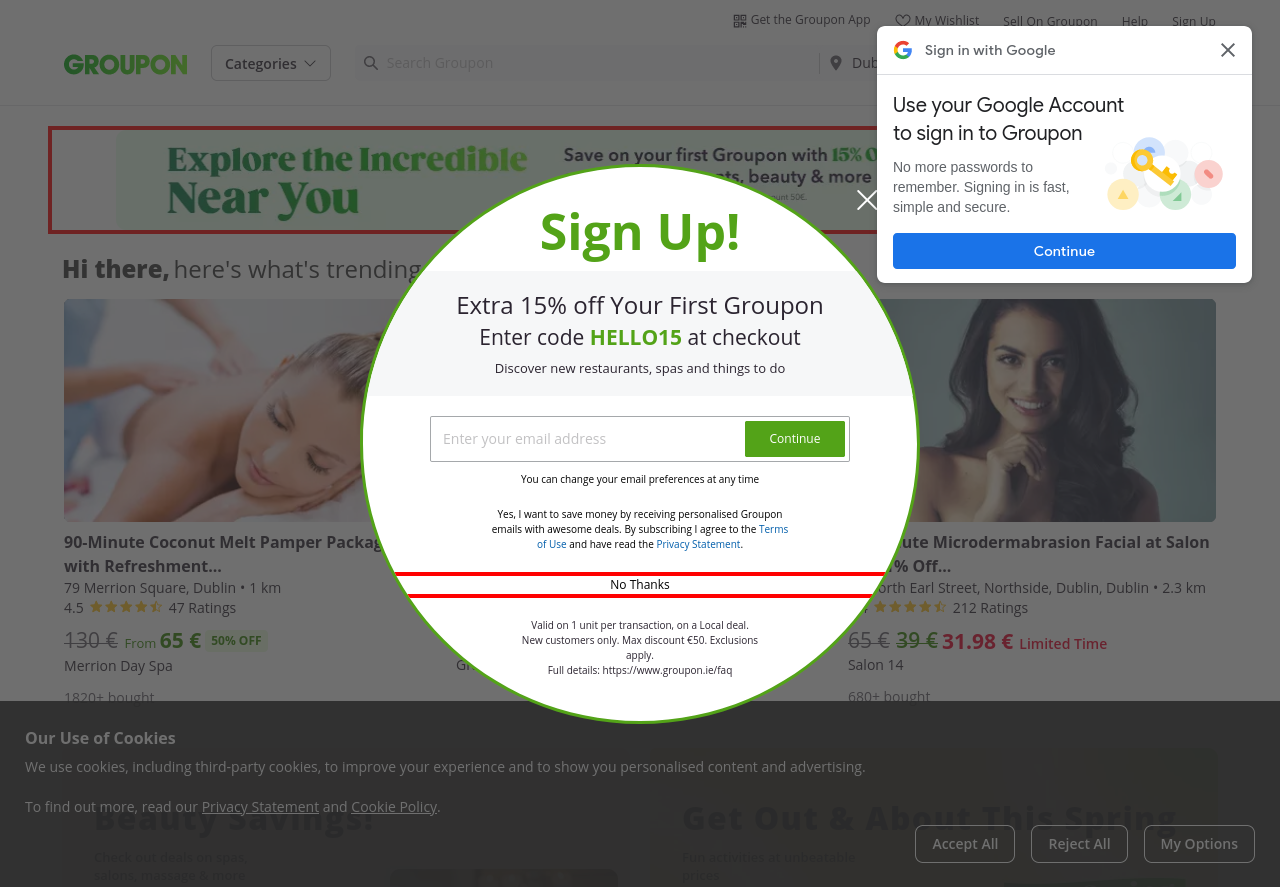 Get the Groupon App
My Wishlist
Sell On Groupon
Help
Sign Up
GROUPON
Categories
Search Groupon
Sign in with Google
Use your Google Account
to sign in to Groupon
No more passwords to
remember. Signing in is fast,
simple and secure.
Continue
Explore the Incredible
Near You
Save on your first Groupon with 15%
beauty & more
50€.
Hi there, here's what's trending
Sign Up!
Extra 15% off Your First Groupon
Enter code HELLO15 at checkout
Discover new restaurants, spas and things to do
Enter your email address
Continue
You can change your email preferences at any time
Yes, I want to save money by receiving personalised Groupon
emails with awesome deals. By subscribing I agree to the Terms
of Use and have read the Privacy Statement.
No Thanks
Valid on 1 unit per transaction, on a Local deal.
New customers only. Max discount €50. Exclusions
apply.
Full details: https://www.groupon.ie/faq
90-Minute Coconut Melt Pamper
with Refreshment...
79 Merrion Square, Dublin • 1 km
4.5 47 Ratings
130 € From 65 € 50% OFF
Merrion Day Spa
1820+ bought
Microdermabrasion Facial at Salon
Off...
Earl Street, Northside, Dublin, Dublin • 2.3 km
212 Ratings
65 € 39 € 31.98 € Limited Time
Salon 14
680+ bought
Our Use of Cookies
We use cookies, including third-party cookies, to improve your experience and to show you personalised content and advertising.
To find out more, read our Privacy Statement and Cookie Policy.
Beauty Savings!
Check out deals on spas,
salons, massage & more
Get Out & About This Spring
Fun activities at unbeatable
prices
Accept All
Reject All
My Options